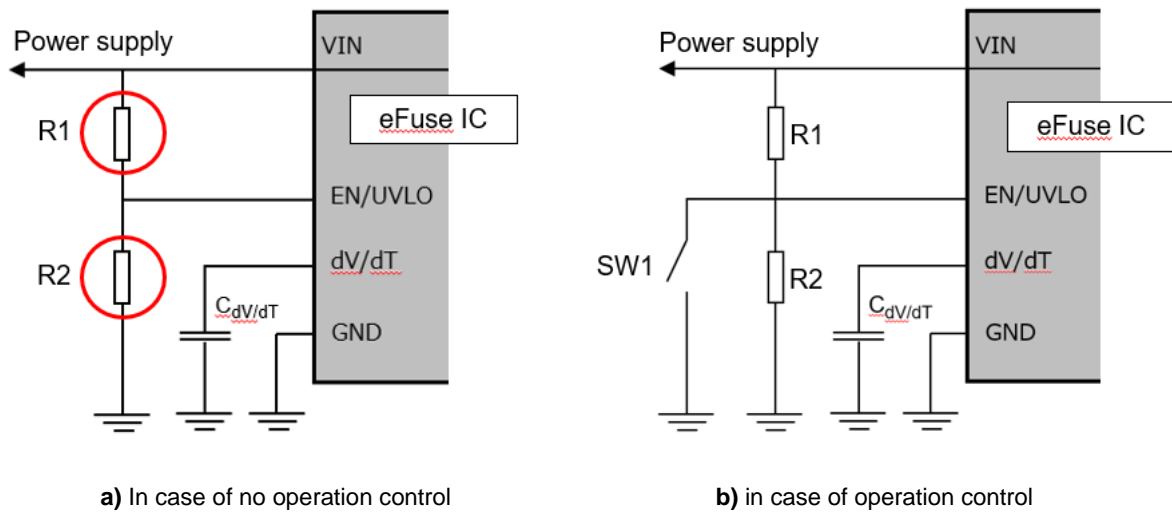 Power supply
VIN
eFuse IC
R1
EN/UVLO
R2
dV/dT
CdV/dT
GND
a) In case of no operation control
Power supply
VIN
eFuse IC
R1
EN/UVLO
SW1
R2
dV/dT
CdV/dT
GND
b) in case of operation control